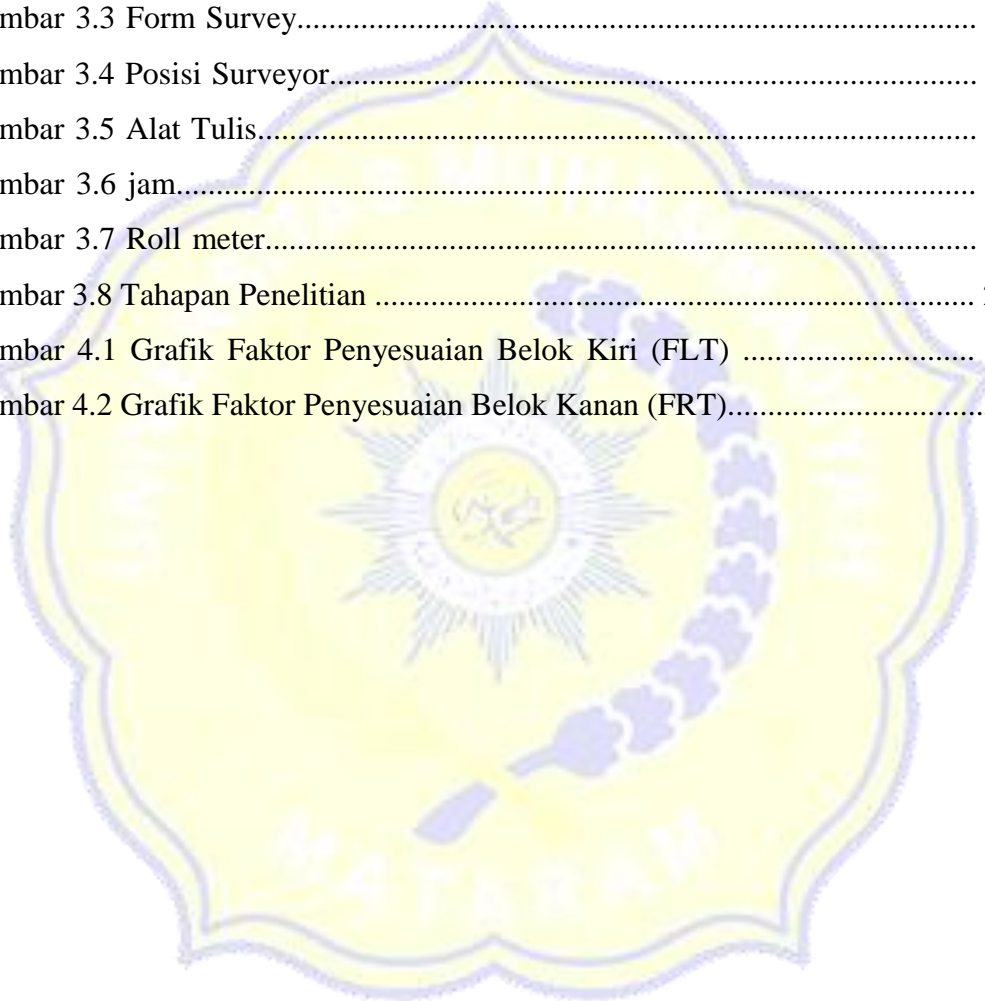 mbar 3.3 Form Survey.....................................................................................
mbar 3.4 Posisi Surveyor.................................................................................
mbar 3.5 Alat Tulis..........................................................................................
mbar 3.6 jam....................................................................................................
mbar 3.7 Roll meter.........................................................................................
mbar 3.8 Tahapan Penelitian ...........................................................................
mbar 4.1 Grafik Faktor Penyesuaian Belok Kiri (FLT) .............................
mbar 4.2 Grafik Faktor Penyesuaian Belok Kanan (FRT)................................
MATARAM